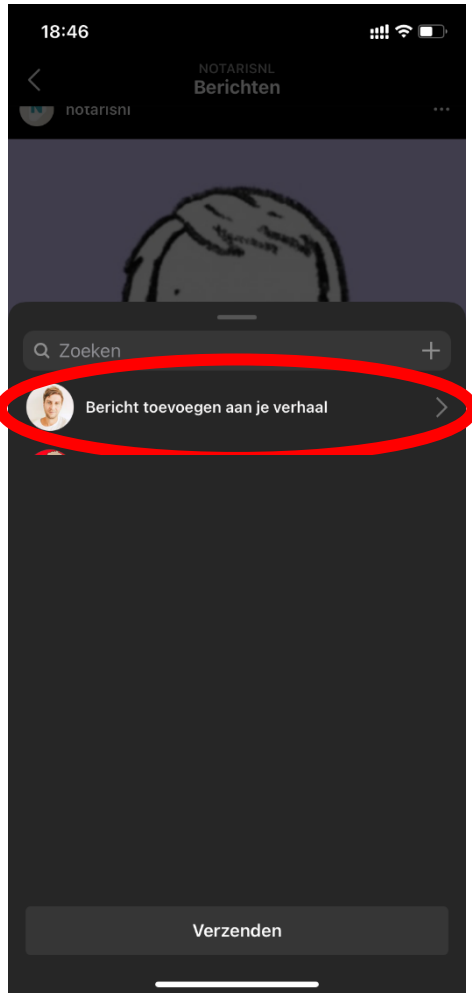 18:46
NOTARISNL
Berichten
notarisnl
Zoeken
Bericht toevoegen aan je verhaal
Verzenden